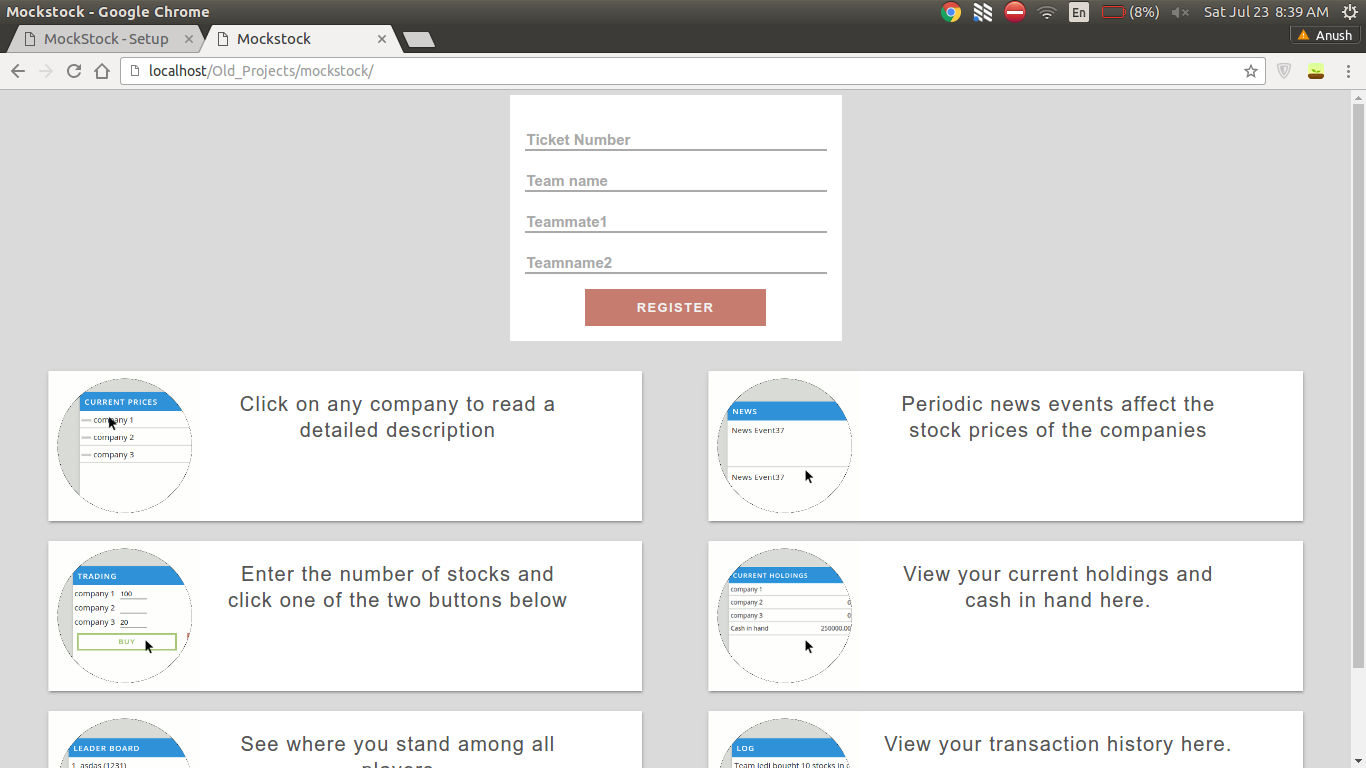 Mockstock - Google Chrome
En
(8%)
Sat Jul 23 8:39 AM
MockStock - Setup
Mockstock
Anush
localhost/Old_Projects/mockstock/
Ticket Number
Team name
Teammate1
Teamname2
REGISTER
CURRENT PRICES
company 1
company 2
company 3
Click on any company to read a
detailed description
NEWS
News Event37
News Event37
Periodic news events affect the
stock prices of the companies
TRADING
company 1 100
company 2
company 3 20
BUY
Enter the number of stocks and
click one of the two buttons below
CURRENT HOLDINGS
company 1
company 2 0
company 3 0
Cash in hand 250000.00
View your current holdings and
cash in hand here.
LEADER BOARD
1. asdas (1231)
See where you stand among all
players
LOG
Team Jedi bought 10 stocks in
View your transaction history here.